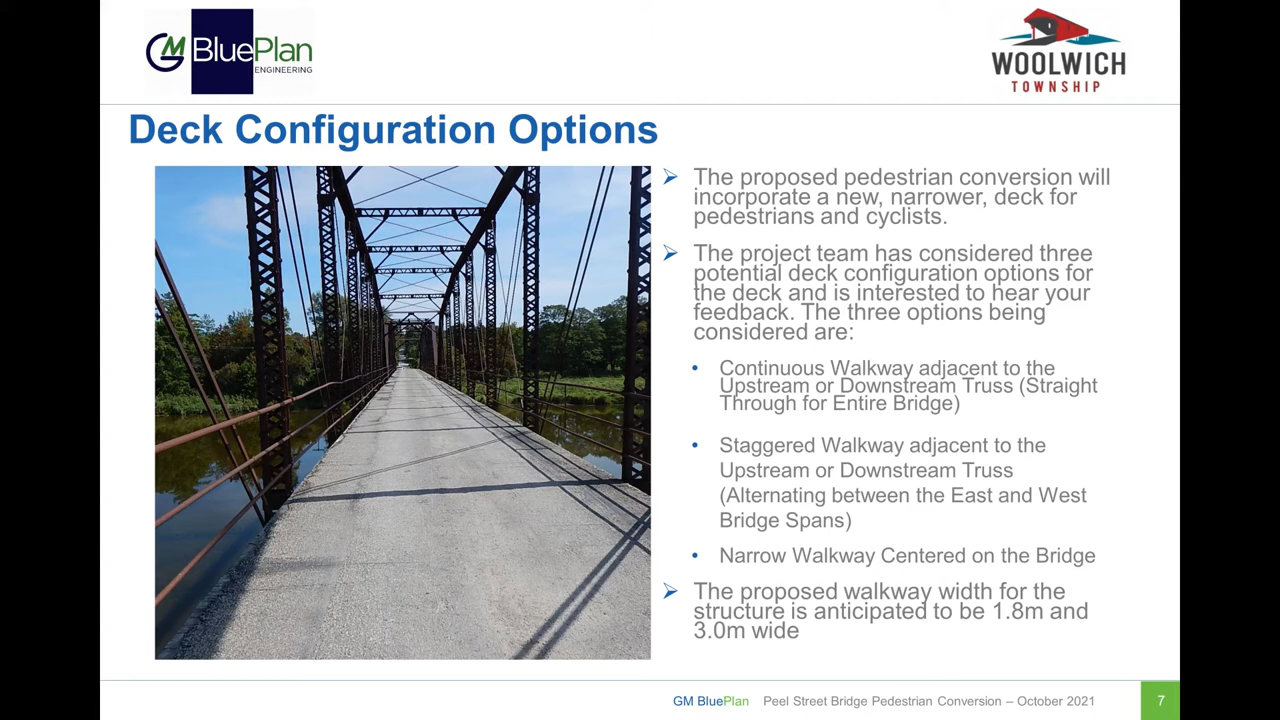 GM BluePlan
ENGINEERING
WOOLWICH
TOWNSHIP
Deck Configuration Options
The proposed pedestrian conversion will
incorporate a new, narrower, deck for
pedestrians and cyclists.
The project team has considered three
potential deck configuration options for
the deck and is interested to hear your
feedback. The three options being
considered are:
• Continuous Walkway adjacent to the
Upstream or Downstream Truss (Straight
Through for Entire Bridge)
• Staggered Walkway adjacent to the
Upstream or Downstream Truss
(Alternating between the East and West
Bridge Spans)
• Narrow Walkway Centered on the Bridge
The proposed walkway width for the
structure is anticipated to be 1.8m and
3.0m wide
GM BluePlan Peel Street Bridge Pedestrian Conversion – October 2021 7